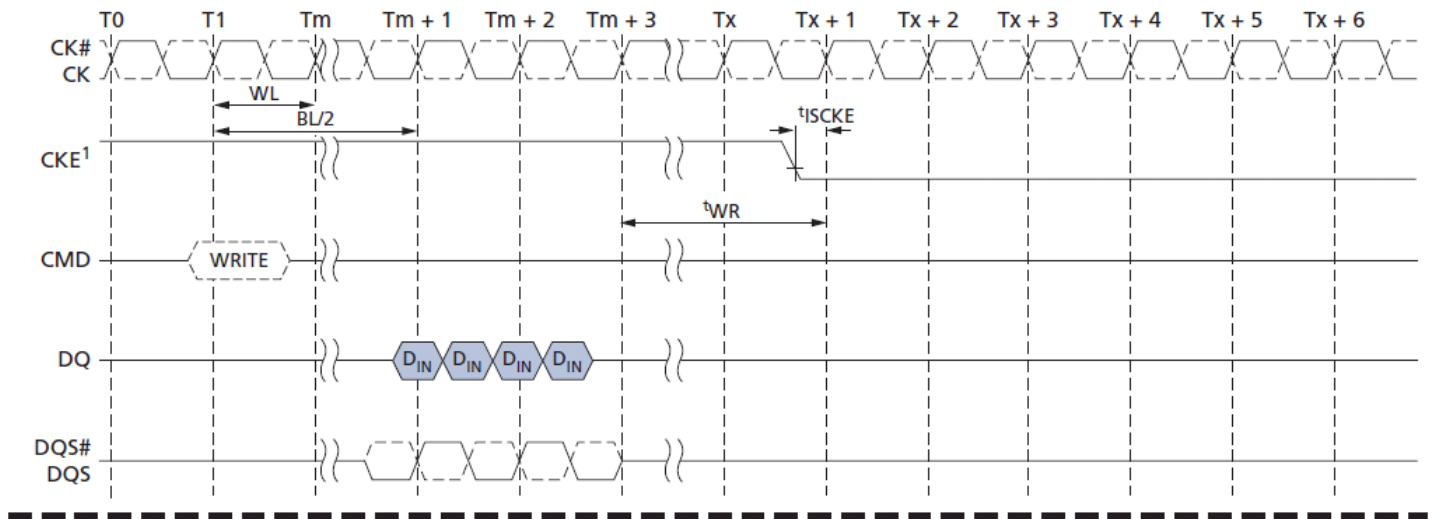 T0 T1 Tm Tm + 1 Tm + 2 Tm + 3 Tx Tx + 1 Tx + 2 Tx + 3 Tx + 4 Tx + 5 Tx + 6
CK#
CK
WL
BL/2
tISCKE
CKE1
tWR
CMD WRITE
DQ DIN DIN DIN DIN
DQS#
DQS